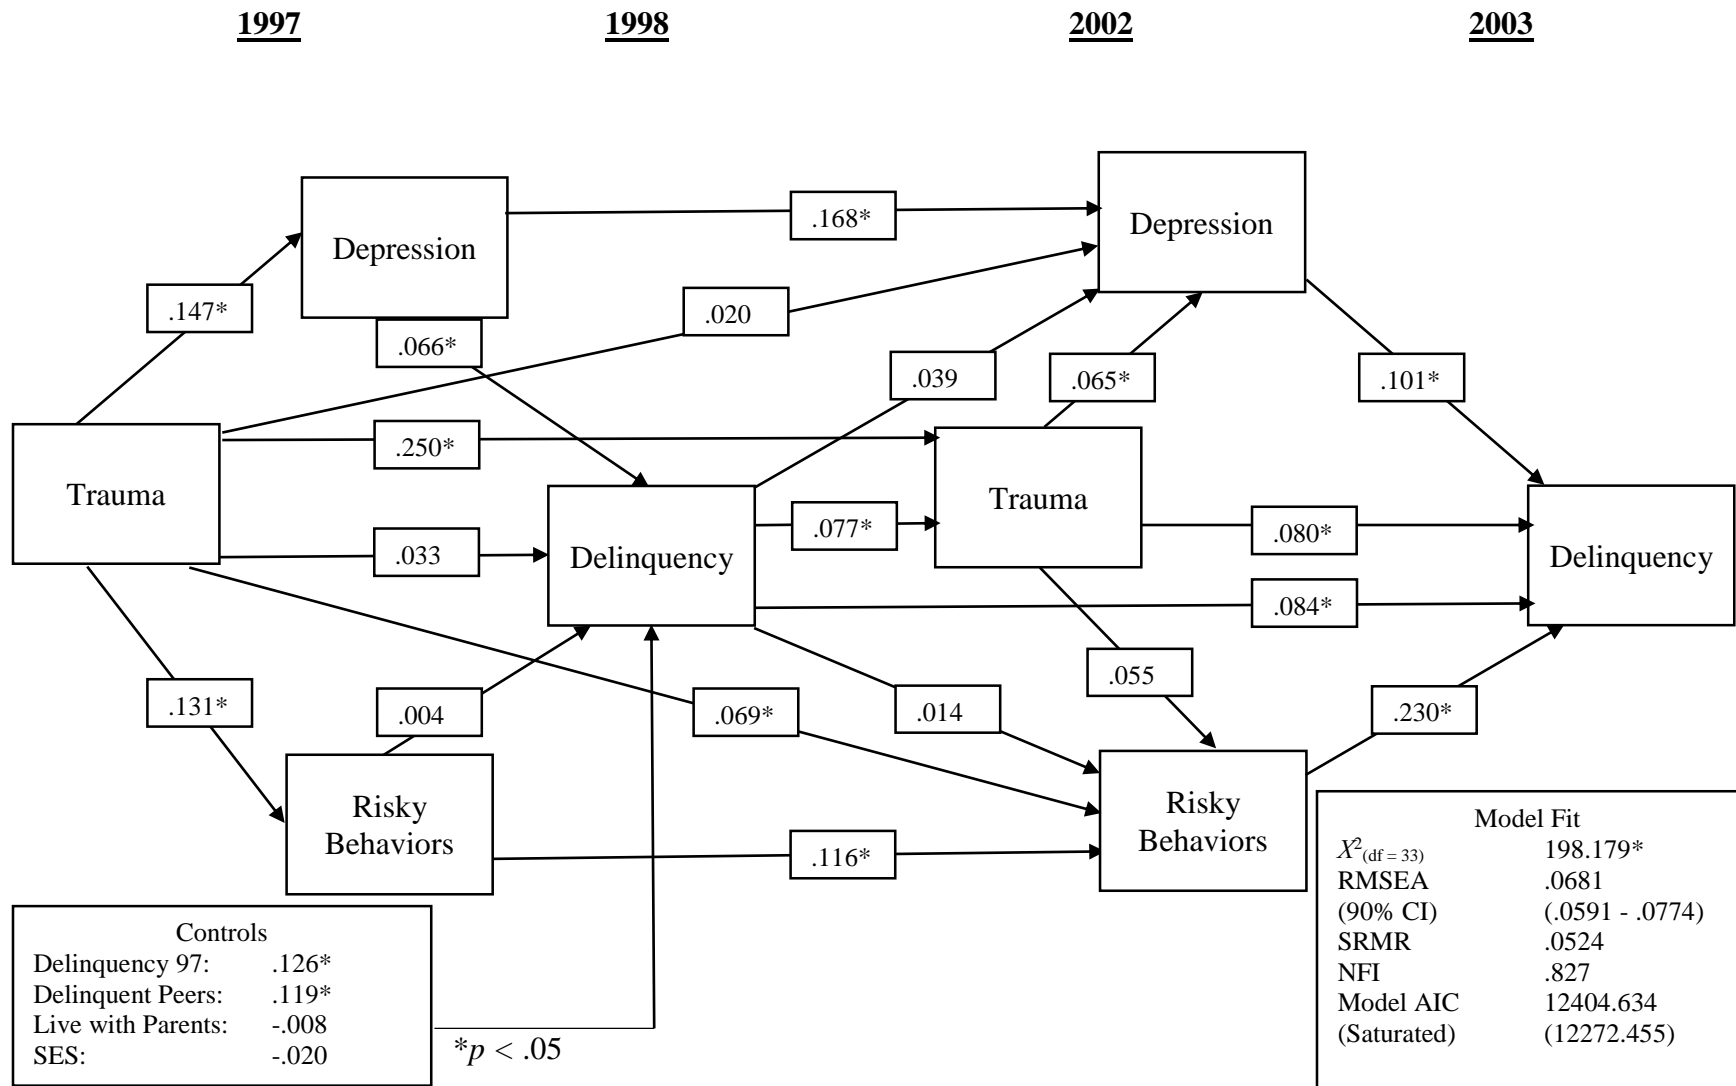 1997 1998 2002 2003
Depression
Depression
.168*
.147*
.020
.066*
.039
.065*
.101*
.250*
Trauma
Trauma
.077*
.080*
.033
Delinquency
Delinquency
.084*
.055
.131*
.004
.069*
.014
.230*
Risky
Behaviors
Risky
Behaviors
.116*
Controls
Delinquency 97: .126*
Delinquent Peers: .119*
Live with Parents: -.008
SES: -.020
*p < .05
Model Fit
X²(df = 33) 198.179*
RMSEA .0681
(90% CI) (.0591 - .0774)
SRMR .0524
NFI .827
Model AIC 12404.634
(Saturated) (12272.455)